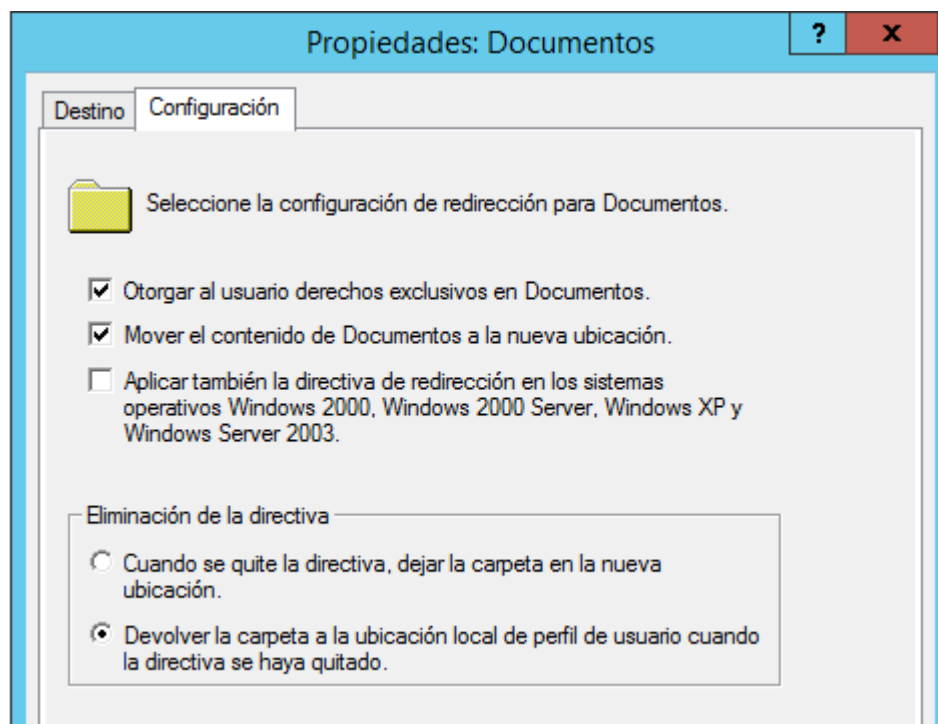 Propiedades: Documentos
?
x
Destino
Configuración
Seleccione la configuración de redirección para Documentos.
Otorgar al usuario derechos exclusivos en Documentos.
Mover el contenido de Documentos a la nueva ubicación.
Aplicar también la directiva de redirección en los sistemas
operativos Windows 2000, Windows 2000 Server, Windows XP y
Windows Server 2003.
Eliminación de la directiva
Cuando se quite la directiva, dejar la carpeta en la nueva
ubicación.
Devolver la carpeta a la ubicación local de perfil de usuario cuando
la directiva se haya quitado.